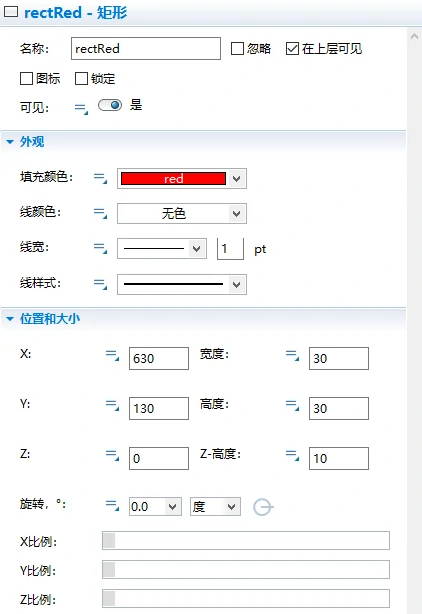 rectRed - 矩形
名称: rectRed 忽略 在上层可见
图标 锁定
可见: 是
外观
填充颜色: red
线颜色: 无色
线宽: 1 pt
线样式:
位置和大小
X: 630 宽度: 30
Y: 130 高度: 30
Z: 0 Z-高度: 10
旋转, °: 0.0 度
X比例:
Y比例:
Z比例: